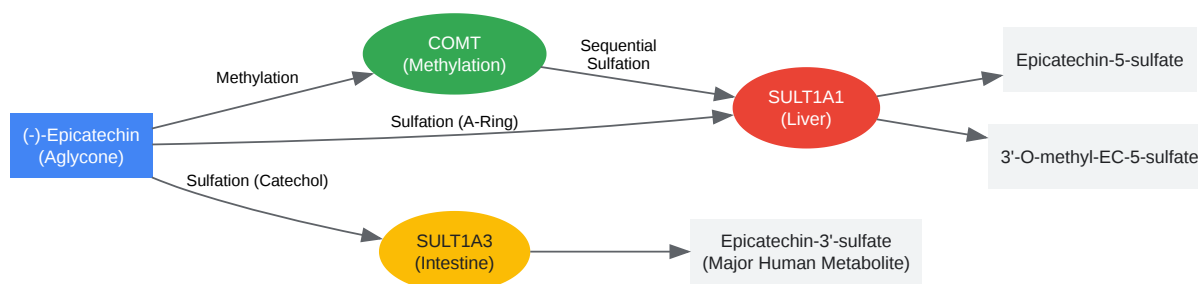 COMT
(Methylation)
Sequential
Sulfation
Epicatechin-5-sulfate
Methylation
SULT1A1
(Liver)
(-)-Epicatechin
(Aglycone)
Sulfation (A-Ring)
3'-O-methyl-EC-5-sulfate
Sulfation (Catechol)
SULT1A3
(Intestine)
Epicatechin-3'-sulfate
(Major Human Metabolite)